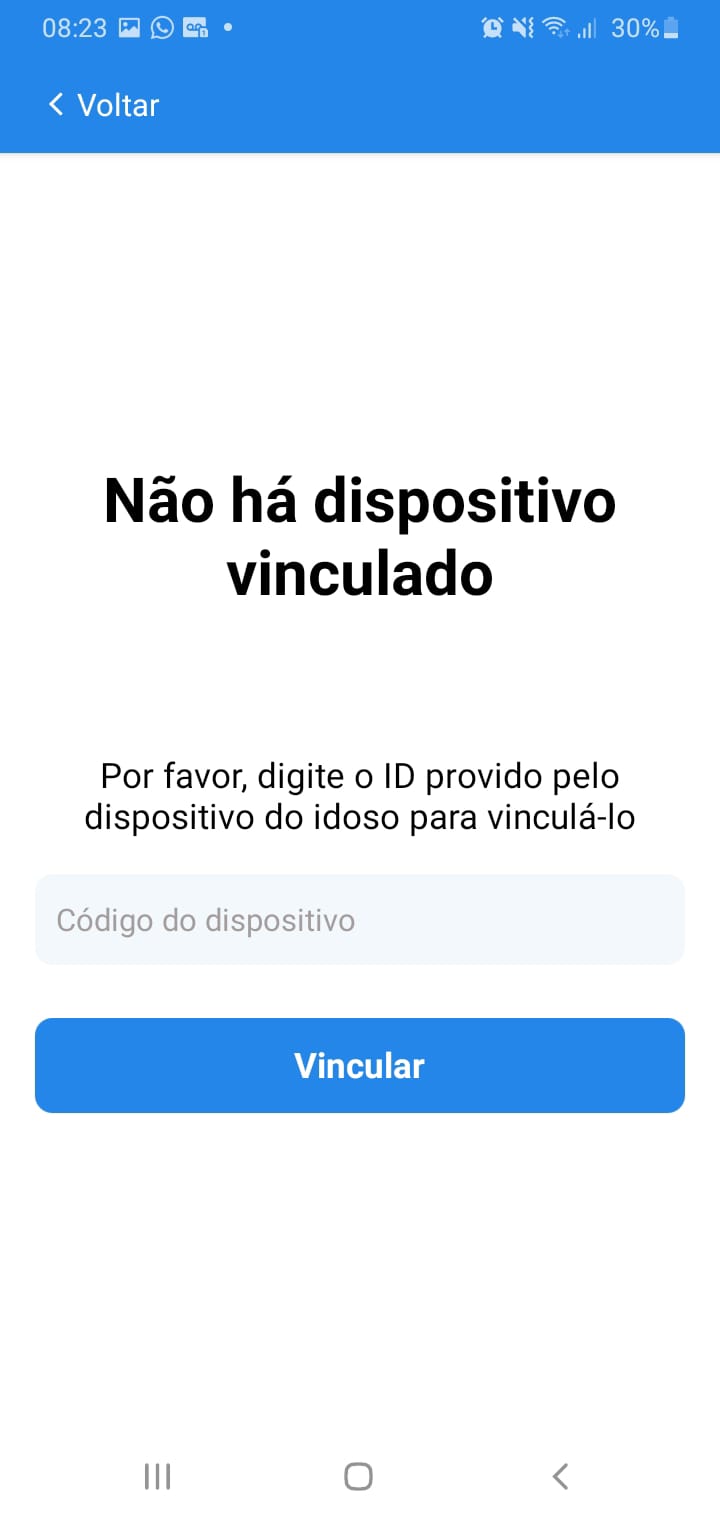 08:23
30%
Voltar
Não há dispositivo
vinculado
Por favor, digite o ID provido pelo
dispositivo do idoso para vinculá-lo
Código do dispositivo
Vincular